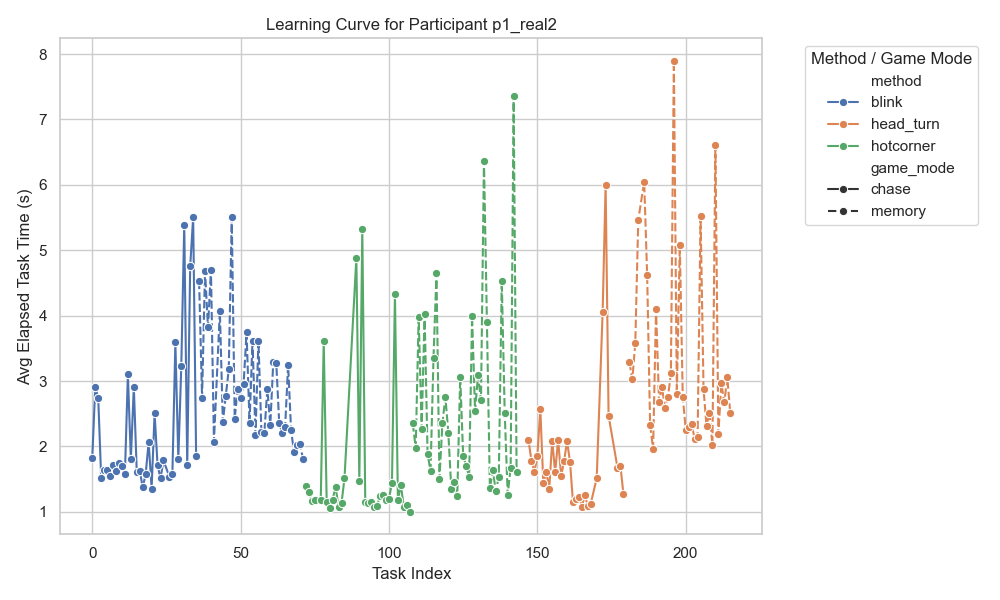 Learning Curve for Participant p1_real2
Method / Game Mode
method
blink
head_turn
hotcorner
game_mode
chase
memory
Avg Elapsed Task Time (s)
8
7
6
5
4
3
2
1
0
50
100
150
200
Task Index